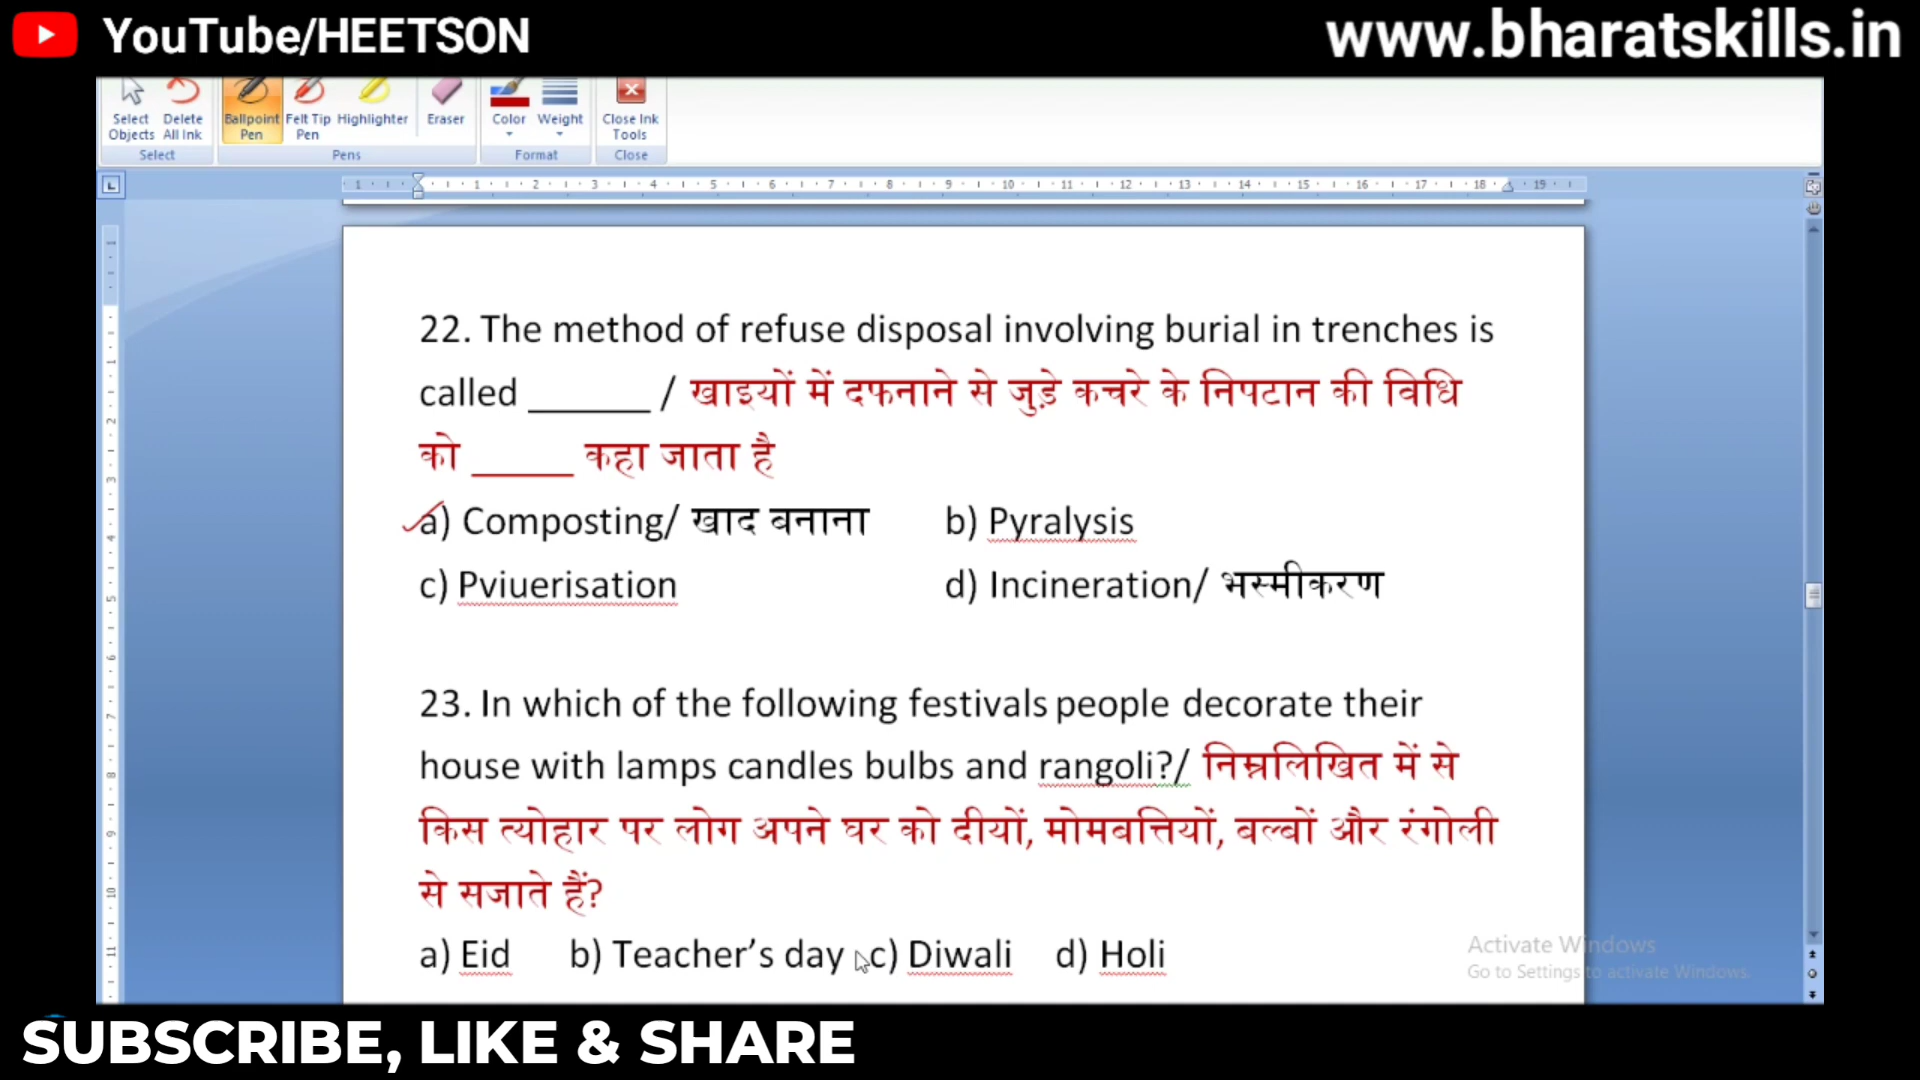 YouTube/HEETSON
www.bharatskills.in
Select Objects
Delete All Ink
Ballpoint Pen
Felt Tip Pen
Highlighter
Eraser
Color
Weight
Close Ink Tools
Select
Pens
Format
Close
22. The method of refuse disposal involving burial in trenches is
called ______ / खाइयों में दफनाने से जुड़े कचरे के निपटान की विधि
को _____ कहा जाता है
a) Composting/ खाद बनाना b) Pyralysis
c) Pviuerisation d) Incineration/ भस्मीकरण
23. In which of the following festivals people decorate their
house with lamps candles bulbs and rangoli?/ निम्नलिखित में से
किस त्योहार पर लोग अपने घर को दीयों, मोमबत्तियों, बल्बों और रंगोली
से सजाते हैं?
a) Eid b) Teacher’s day c) Diwali d) Holi
Activate Windows
Go to Settings to activate Windows.
SUBSCRIBE, LIKE & SHARE